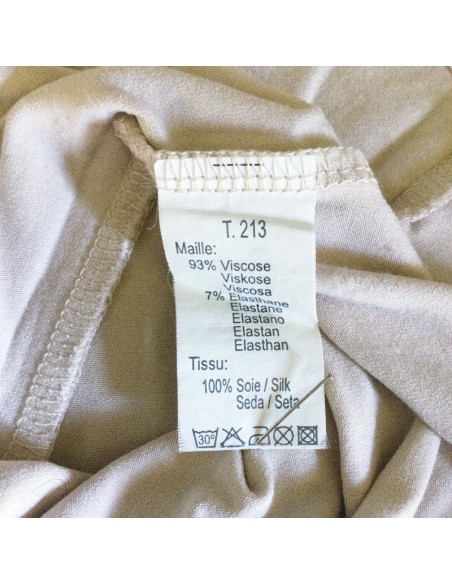 T. 213
Maille:
93% Viscose
Viskose
Viscosa
7% Elasthane
Elastane
Elastano
Elastan
Elasthan
Tissu:
100% Soie / Silk
Seda / Seta
30°